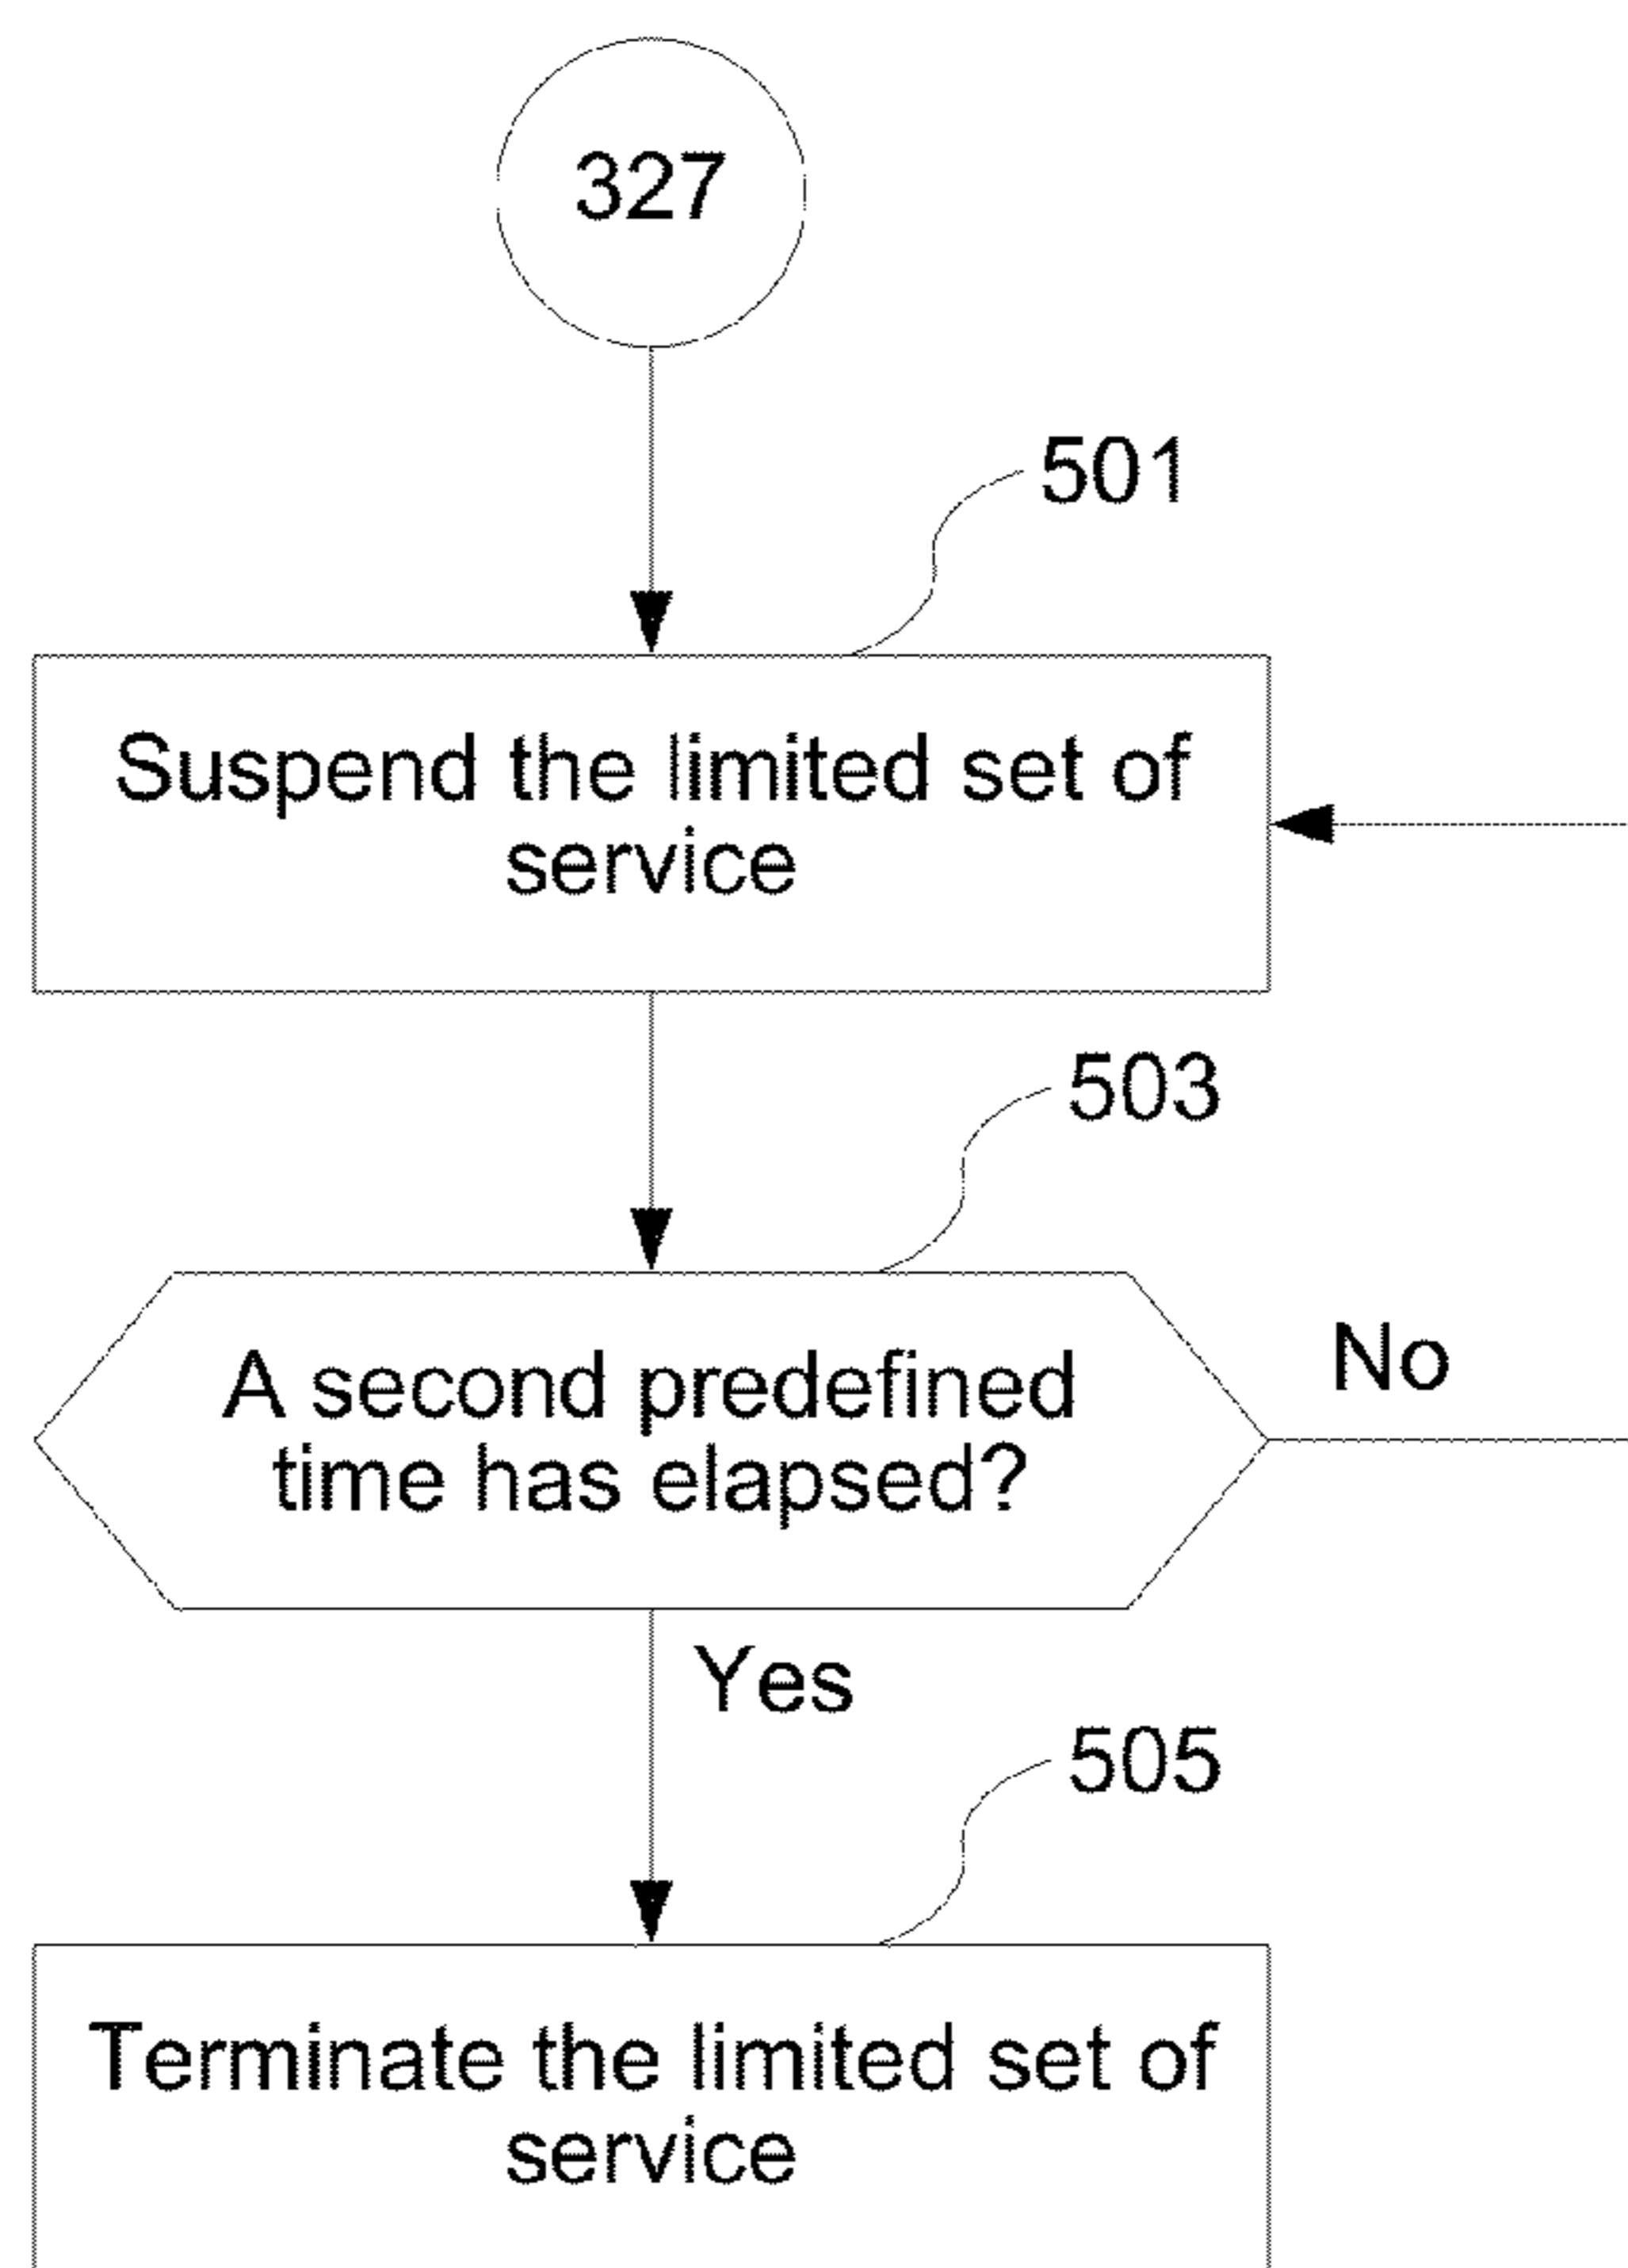 327
501
Suspend the limited set of
service
503
A second predefined
time has elapsed?
No
Yes
505
Terminate the limited set of
service